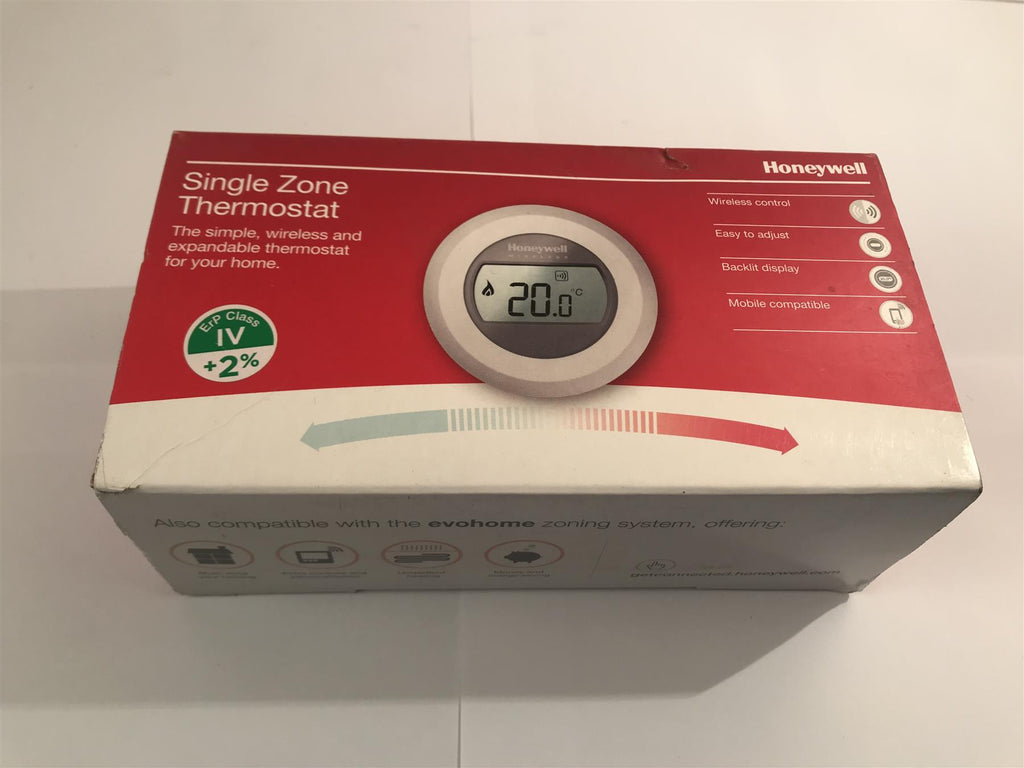 Honeywell
Single Zone
Thermostat
The simple, wireless and
expandable thermostat
for your home.
ErP Class
IV
+2%
Honeywell
WIRELESS
20.0 °C
Wireless control
Easy to adjust
Backlit display
Mobile compatible
Also compatible with the evohome zoning system, offering:
getconnected.honeywell.com